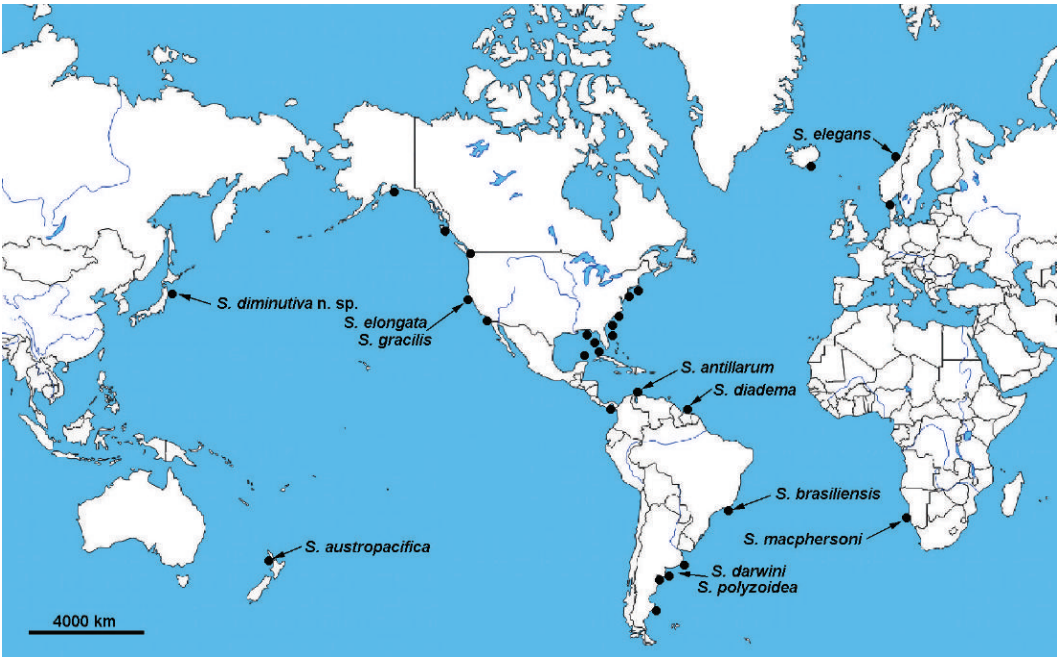 S. elegans
S. diminutiva n. sp.
S. elongata
S. gracilis
S. antillarum
S. diadema
S. brasiliensis
S. macphersoni
S. austropacifica
S. darwini
S. polyzoidea
4000 km